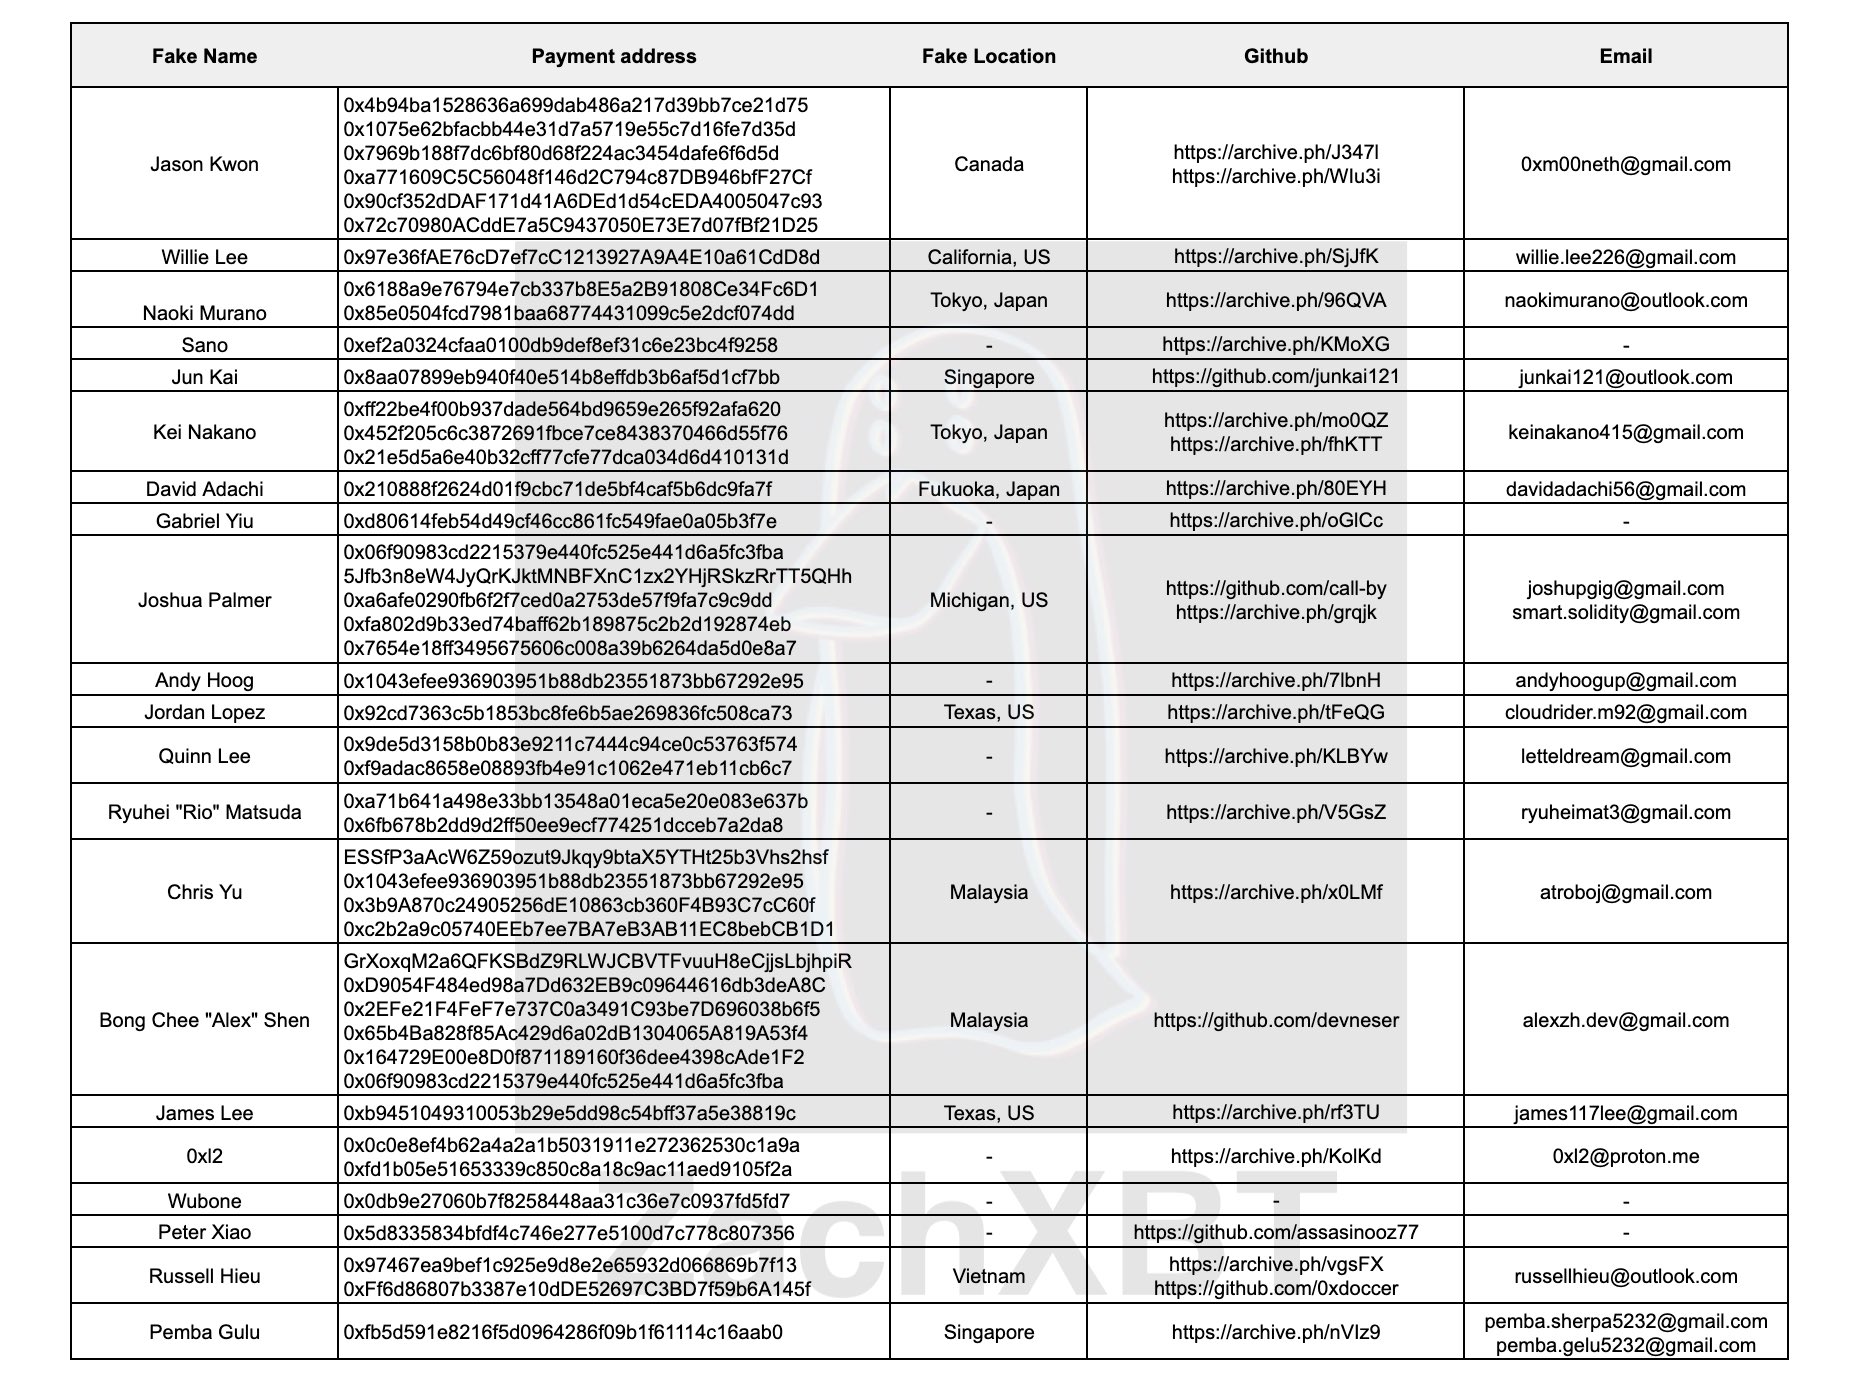 Fake Name Payment address Fake Location Github Email
Jason Kwon
0x4b94ba1528636a699dab486a217d39bb7ce21d75
0x1075e62bfacbb44e31d7a5719e55c7d16fe7d35d
0x7969b188f7dc6bf80d68f224ac3454dafe6f6d5d
0xa771609C5C56048f146d2C794c87DB946bfF27Cf
0x90cf352dDAF171d41A6DEd1d54cEDA4005047c93
0x72c70980ACddE7a5C9437050E73E7d07fBf21D25
Canada
https://archive.ph/J347l
https://archive.ph/WIu3i
0xm00neth@gmail.com
Willie Lee
0x97e36fAE76cD7ef7cC1213927A9A4E10a61CdD8d
California, US
https://archive.ph/SjJfK
willie.lee226@gmail.com
Naoki Murano
0x6188a9e76794e7cb337b8E5a2B91808Ce34Fc6D1
0x85e0504fcd7981baa68774431099c5e2dcf074dd
Tokyo, Japan
https://archive.ph/96QVA
naokimurano@outlook.com
Sano
0xef2a0324cfaa0100db9def8ef31c6e23bc4f9258
-
https://archive.ph/KMoXG
-
Jun Kai
0x8aa07899eb940f40e514b8effdb3b6af5d1cf7bb
Singapore
https://github.com/junkai121
junkai121@outlook.com
Kei Nakano
0xff22be4f00b937dade564bd9659e265f92afa620
0x452f205c6c3872691fbce7ce8438370466d55f76
0x21e5d5a6e40b32cff77cfe77dca034d6d410131d
Tokyo, Japan
https://archive.ph/mo0QZ
https://archive.ph/fhKTT
keinakano415@gmail.com
David Adachi
0x210888f2624d01f9cbc71de5bf4caf5b6dc9fa7f
Fukuoka, Japan
https://archive.ph/80EYH
davidadachi56@gmail.com
Gabriel Yiu
0xd80614feb54d49cf46cc861fc549fae0a05b3f7e
-
https://archive.ph/oGlCc
-
Joshua Palmer
0x06f90983cd2215379e440fc525e441d6a5fc3fba
5Jfb3n8eW4JyQrKJktMNBFXnC1zx2YHjRSkzRrTT5QHh
0xa6afe0290fb6f2f7ced0a2753de57f9fa7c9c9dd
0xfa802d9b33ed74baff62b189875c2b2d192874eb
0x7654e18ff3495675606c008a39b6264da5d0e8a7
Michigan, US
https://github.com/call-by
https://archive.ph/grqjk
joshupgig@gmail.com
smart.solidity@gmail.com
Andy Hoog
0x1043efee936903951b88db23551873bb67292e95
-
https://archive.ph/7lbnH
andyhoogup@gmail.com
Jordan Lopez
0x92cd7363c5b1853bc8fe6b5ae269836fc508ca73
Texas, US
https://archive.ph/tFeQG
cloudrider.m92@gmail.com
Quinn Lee
0x9de5d3158b0b83e9211c7444c94ce0c53763f574
0xf9adac8658e08893fb4e91c1062e471eb11cb6c7
-
https://archive.ph/KLBYw
letteldream@gmail.com
Ryuhei "Rio" Matsuda
0xa71b641a498e33bb13548a01eca5e20e083e637b
0x6fb678b2dd9d2ff50ee9ecf774251dcceb7a2da8
-
https://archive.ph/V5GsZ
ryuheimat3@gmail.com
Chris Yu
ESSfP3aAcW6Z59ozut9Jkqy9btaX5YTHt25b3Vhs2hsf
0x1043efee936903951b88db23551873bb67292e95
0x3b9A870c24905256dE10863cb360F4B93C7cC60f
0xc2b2a9c05740EEb7ee7BA7eB3AB11EC8bebCB1D1
Malaysia
https://archive.ph/x0LMf
atroboj@gmail.com
Bong Chee "Alex" Shen
GrXoxqM2a6QFKSBdZ9RLWJCBVTFvuuH8eCjjsLbjhpiR
0xD9054F484ed98a7Dd632EB9c09644616db3deA8C
0x2EFe21F4FeF7e737C0a3491C93be7D696038b6f5
0x65b4Ba828f85Ac429d6a02dB1304065A819A53f4
0x164729E00e8D0f871189160f36dee4398cAde1F2
0x06f90983cd2215379e440fc525e441d6a5fc3fba
Malaysia
https://github.com/devneser
alexzh.dev@gmail.com
James Lee
0xb9451049310053b29e5dd98c54bff37a5e38819c
Texas, US
https://archive.ph/rf3TU
james117lee@gmail.com
0xl2
0x0c0e8ef4b62a4a2a1b5031911e272362530c1a9a
0xfd1b05e51653339c850c8a18c9ac11aed9105f2a
-
https://archive.ph/KolKd
0xl2@proton.me
Wubone
0x0db9e27060b7f8258448aa31c36e7c0937fd5fd7
-
-
-
Peter Xiao
0x5d8335834bfdf4c746e277e5100d7c778c807356
-
https://github.com/assasinooz77
-
Russell Hieu
0x97467ea9bef1c925e9d8e2e65932d066869b7f13
0xFf6d86807b3387e10dDE52697C3BD7f59b6A145f
Vietnam
https://archive.ph/vgsFX
https://github.com/0xdoccer
russellhieu@outlook.com
Pemba Gulu
0xfb5d591e8216f5d0964286f09b1f61114c16aab0
Singapore
https://archive.ph/nVIz9
pemba.sherpa5232@gmail.com
pemba.gelu5232@gmail.com
ZachXBT